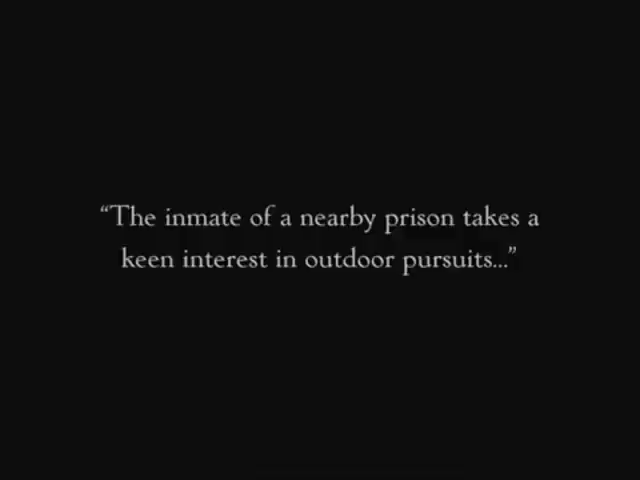 “The inmate of a nearby prison takes a
keen interest in outdoor pursuits...”